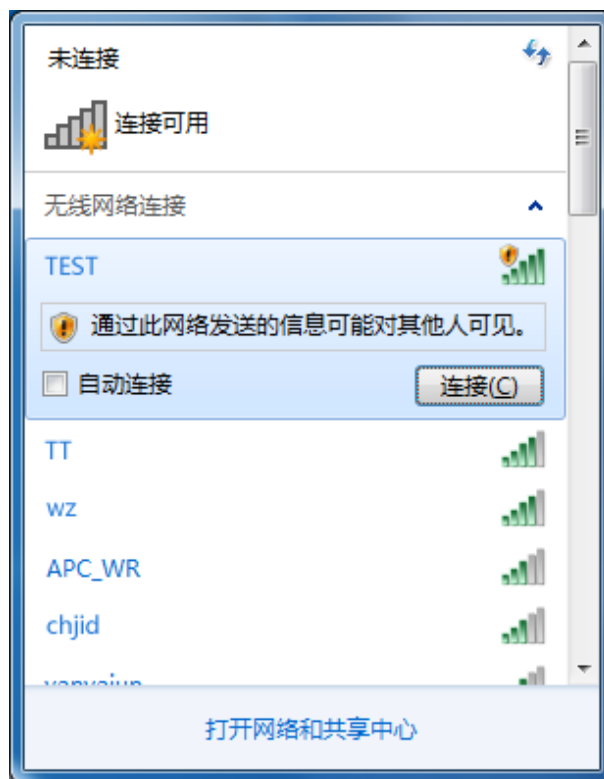 未连接
连接可用
无线网络连接
TEST
通过此网络发送的信息可能对其他人可见。
自动连接
连接(C)
TT
wz
APC_WR
chjid
打开网络和共享中心